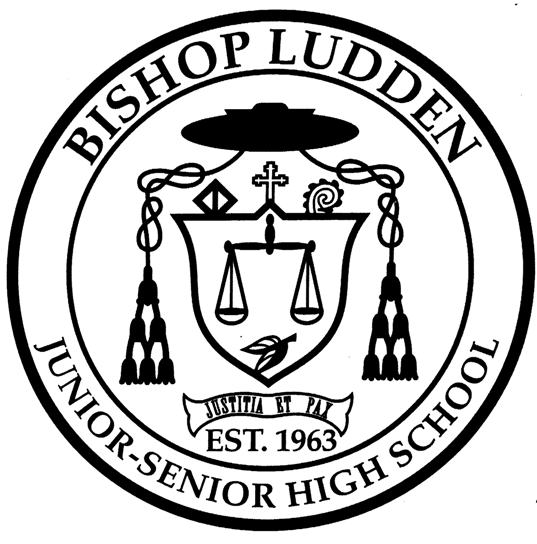 BISHOP LUDDEN
JUSTITIA ET PAX
EST. 1963
JUNIOR-SENIOR HIGH SCHOOL